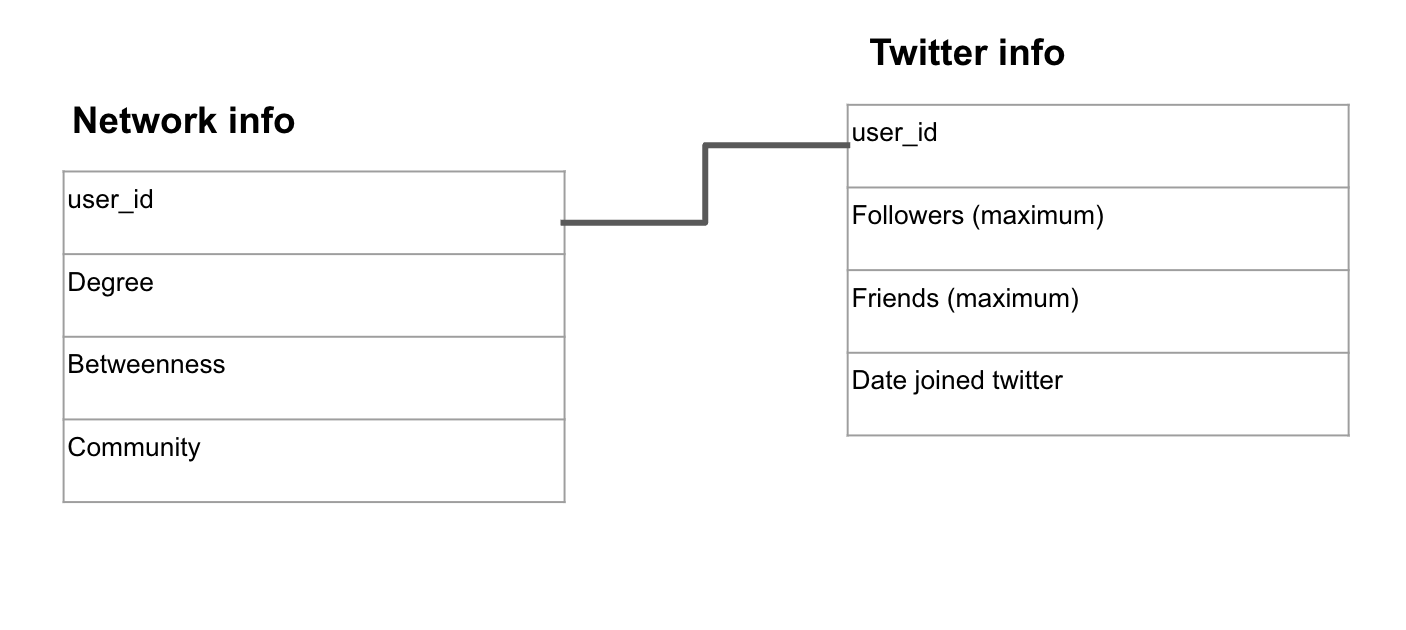 Network info
user_id
Degree
Betweenness
Community
Twitter info
user_id
Followers (maximum)
Friends (maximum)
Date joined twitter